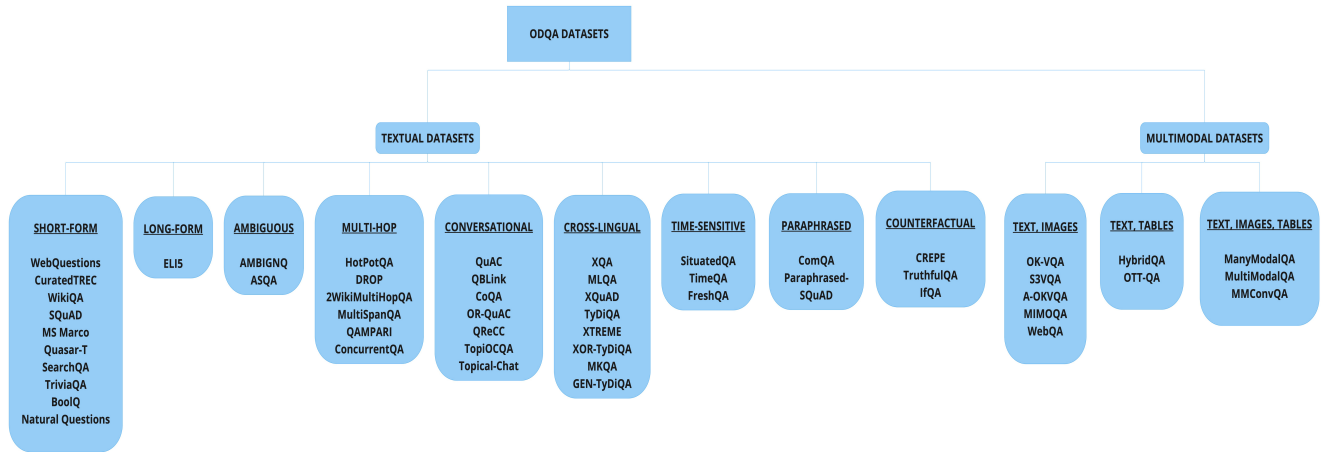 ODQA DATASETS
TEXTUAL DATASETS
MULTIMODAL DATASETS
SHORT-FORM
WebQuestions
CuratedTREC
WikiQA
SQuAD
MS Marco
Quasar-T
SearchQA
TriviaQA
BoolQ
Natural Questions
LONG-FORM
ELI5
AMBIGUOUS
AMBIGNQ
ASQA
MULTI-HOP
HotPotQA
DROP
2WikiMultiHopQA
MultiSpanQA
QAMPARI
ConcurrentQA
CONVERSATIONAL
QuAC
QBLink
CoQA
OR-QuAC
QReCC
TopiOCQA
Topical-Chat
CROSS-LINGUAL
XQA
MLQA
XQuAD
TyDiQA
XTREME
XOR-TyDiQA
MKQA
GEN-TyDiQA
TIME-SENSITIVE
SituatedQA
TimeQA
FreshQA
PARAPHRASED
ComQA
Paraphrased-
SQuAD
COUNTERFACTUAL
CREPE
TruthfulQA
IfQA
TEXT, IMAGES
OK-VQA
S3VQA
A-OKVQA
MIMOQA
WebQA
TEXT, TABLES
HybridQA
OTT-QA
TEXT, IMAGES, TABLES
ManyModalQA
MultiModalQA
MMConvQA